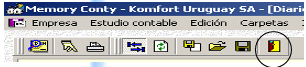 Memory Conty - Komfort Uruguay SA - [Diari
Empresa Estudio contable Edición Carpetas I